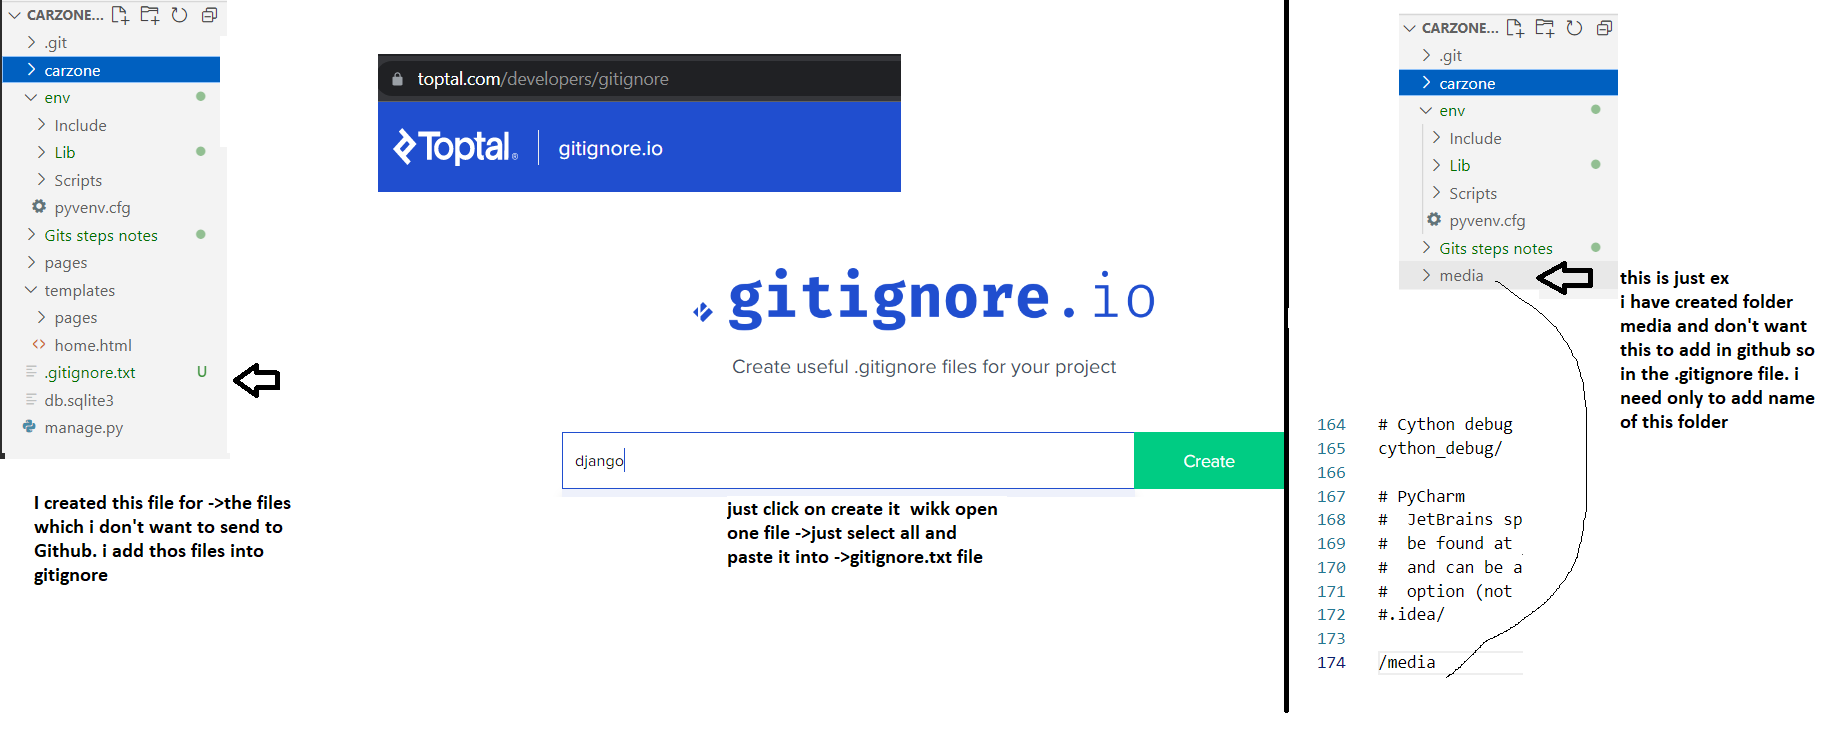 CARZONE...
.git
carzone
env
Include
Lib
Scripts
pyvenv.cfg
Gits steps notes
pages
templates
pages
home.html
.gitignore.txt U
db.sqlite3
manage.py
I created this file for ->the files
which i don't want to send to
Github. i add thos files into
gitignore
toptal.com/developers/gitignore
Toptal® gitignore.io
.gitignore.io
Create useful .gitignore files for your project
django Create
just click on create it wikk open
one file ->just select all and
paste it into ->gitignore.txt file
CARZONE...
.git
carzone
env
Include
Lib
Scripts
pyvenv.cfg
Gits steps notes
media
this is just ex
i have created folder
media and don't want
this to add in github so
in the .gitignore file. i
need only to add name
of this folder
164 # Cython debug
165 cython_debug/
166
167 # PyCharm
168 # JetBrains sp
169 # be found at
170 # and can be a
171 # option (not
172 #.idea/
173
174 /media